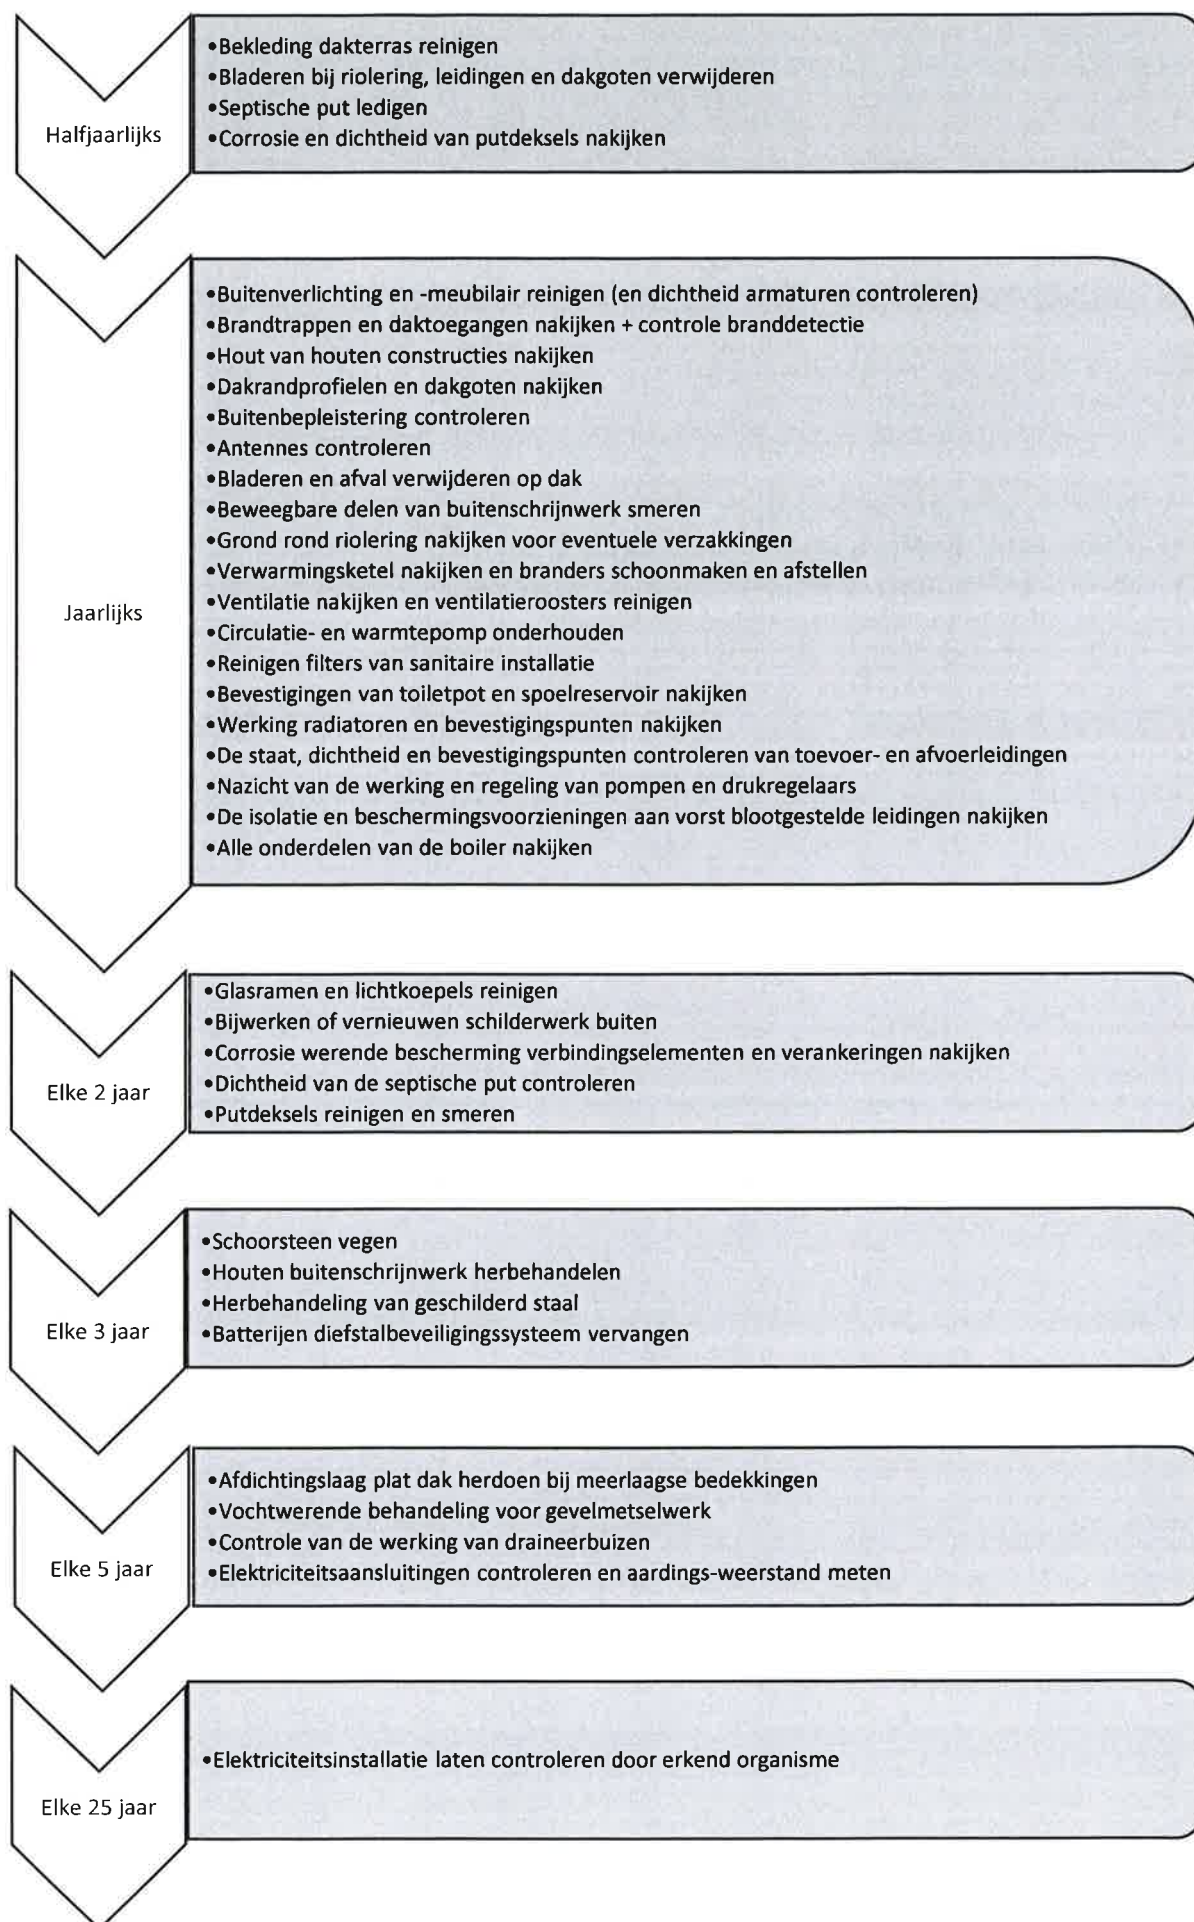 •Bekleding dakterras reinigen
•Bladeren bij riolering, leidingen en dakgoten verwijderen
•Septische put ledigen
•Corrosie en dichtheid van putdeksels nakijken
Halfjaarlijks
•Buitenverlichting en -meubilair reinigen (en dichtheid armaturen controleren)
•Brandtrappen en daktoegangen nakijken + controle branddetectie
•Hout van houten constructies nakijken
•Dakrandprofielen en dakgoten nakijken
•Buitenbepleistering controleren
•Antennes controleren
•Bladeren en afval verwijderen op dak
•Beweegbare delen van buitenschrijnwerk smeren
•Grond rond riolering nakijken voor eventuele verzakkingen
•Verwarmingsketel nakijken en branders schoonmaken en afstellen
•Ventilatie nakijken en ventilatieroosters reinigen
Jaarlijks
•Circulatie- en warmtepomp onderhouden
•Reinigen filters van sanitaire installatie
•Bevestigingen van toiletpot en spoelreservoir nakijken
•Werking radiatoren en bevestigingspunten nakijken
•De staat, dichtheid en bevestigingspunten controleren van toevoer- en afvoerleidingen
•Nazicht van de werking en regeling van pompen en drukregelaars
•De isolatie en beschermingsvoorzieningen aan vorst blootgestelde leidingen nakijken
•Alle onderdelen van de boiler nakijken
•Glasramen en lichtkoepels reinigen
•Bijwerken of vernieuwen schilderwerk buiten
•Corrosie werende bescherming verbindingselementen en verankeringen nakijken
•Dichtheid van de septische put controleren
•Putdeksels reinigen en smeren
Elke 2 jaar
•Schoorsteen vegen
•Houten buitenschrijnwerk herbehandelen
•Herbehandeling van geschilderd staal
•Batterijen diefstalbeveiligingssysteem vervangen
Elke 3 jaar
•Afdichtingslaag plat dak herdoen bij meerlaagse bedekkingen
•Vochtwerende behandeling voor gevelmetselwerk
•Controle van de werking van draineerbuizen
•Elektriciteitsaansluitingen controleren en aardings-weerstand meten
Elke 5 jaar
•Elektriciteitsinstallatie laten controleren door erkend organisme
Elke 25 jaar